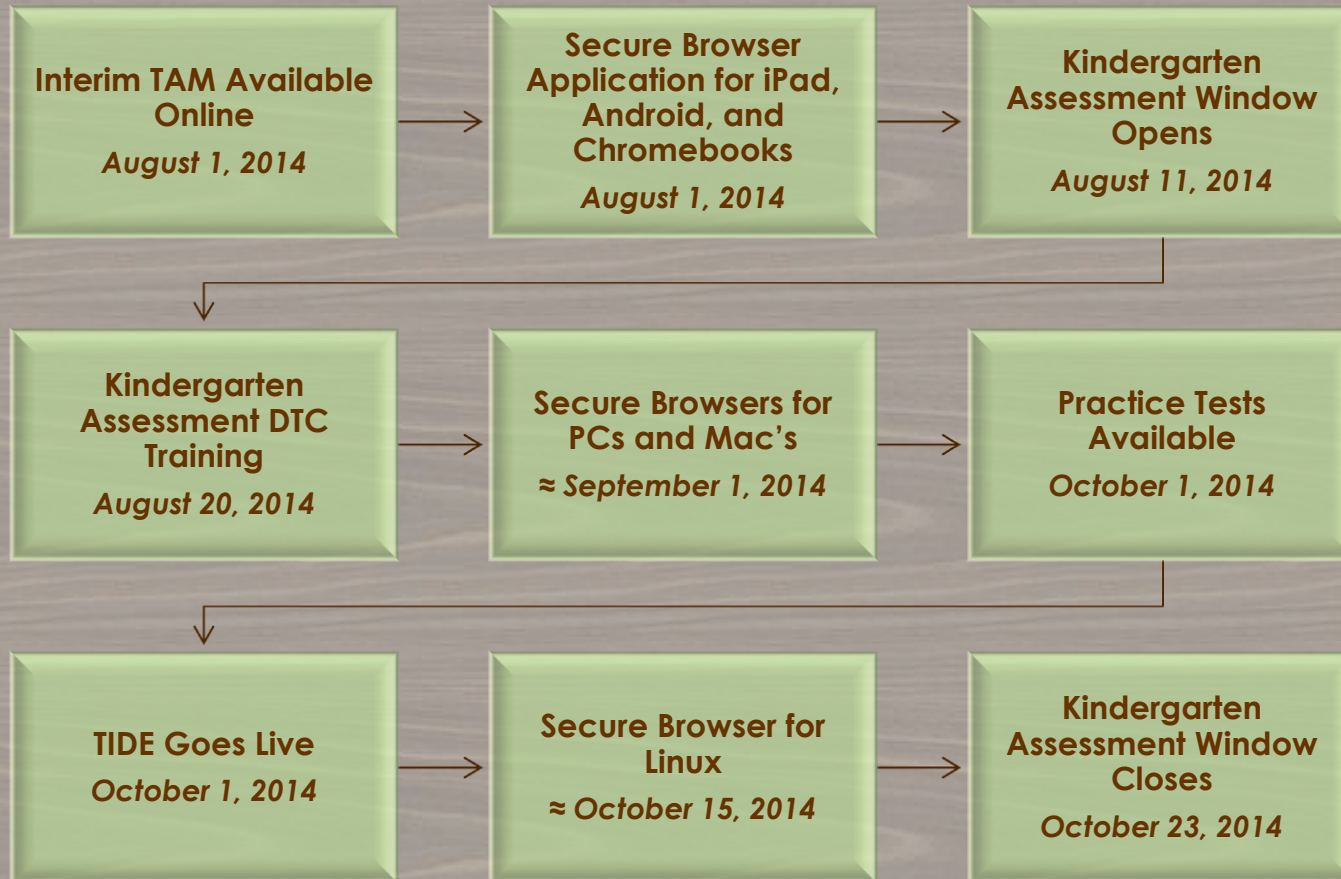 Interim TAM Available
Online
August 1, 2014
Secure Browser
Application for iPad,
Android, and
Chromebooks
August 1, 2014
Kindergarten
Assessment Window
Opens
August 11, 2014
Kindergarten
Assessment DTC
Training
August 20, 2014
Secure Browsers for
PCs and Mac’s
≈ September 1, 2014
Practice Tests
Available
October 1, 2014
TIDE Goes Live
October 1, 2014
Secure Browser for
Linux
≈ October 15, 2014
Kindergarten
Assessment Window
Closes
October 23, 2014